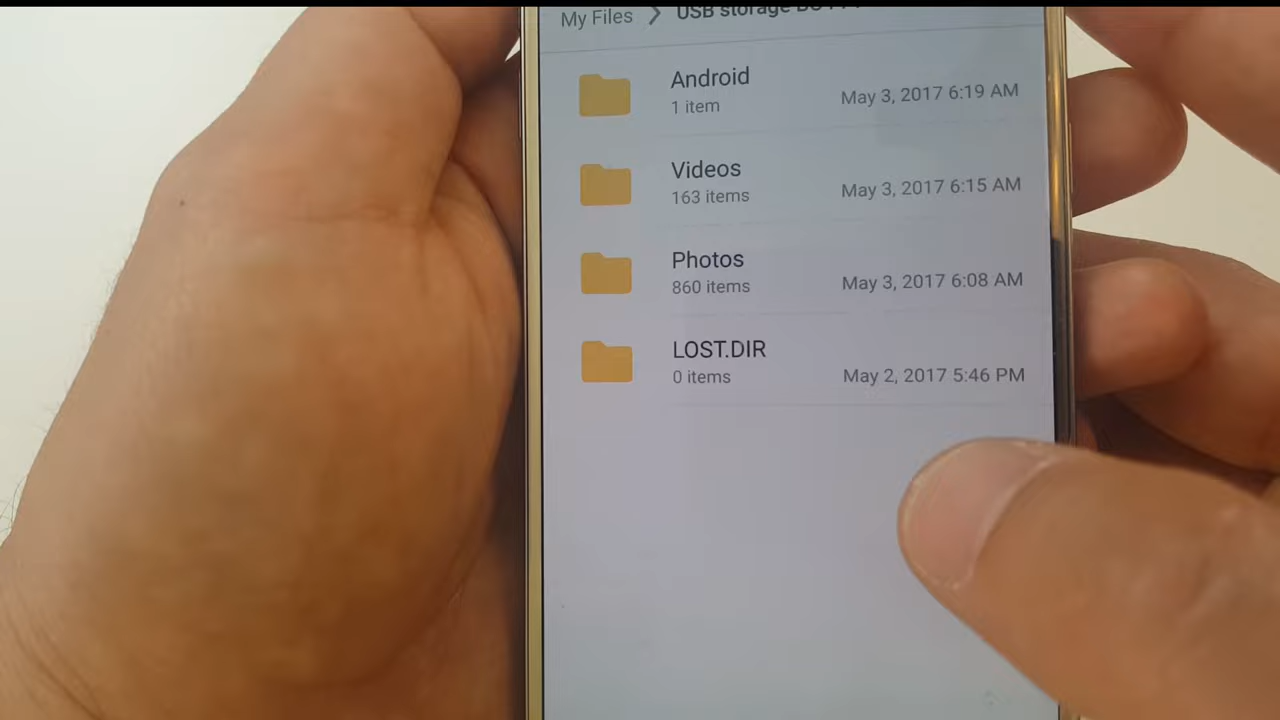 My Files > USB storage
Android
1 item
May 3, 2017 6:19 AM
Videos
163 items
May 3, 2017 6:15 AM
Photos
860 items
May 3, 2017 6:08 AM
LOST.DIR
0 items
May 2, 2017 5:46 PM